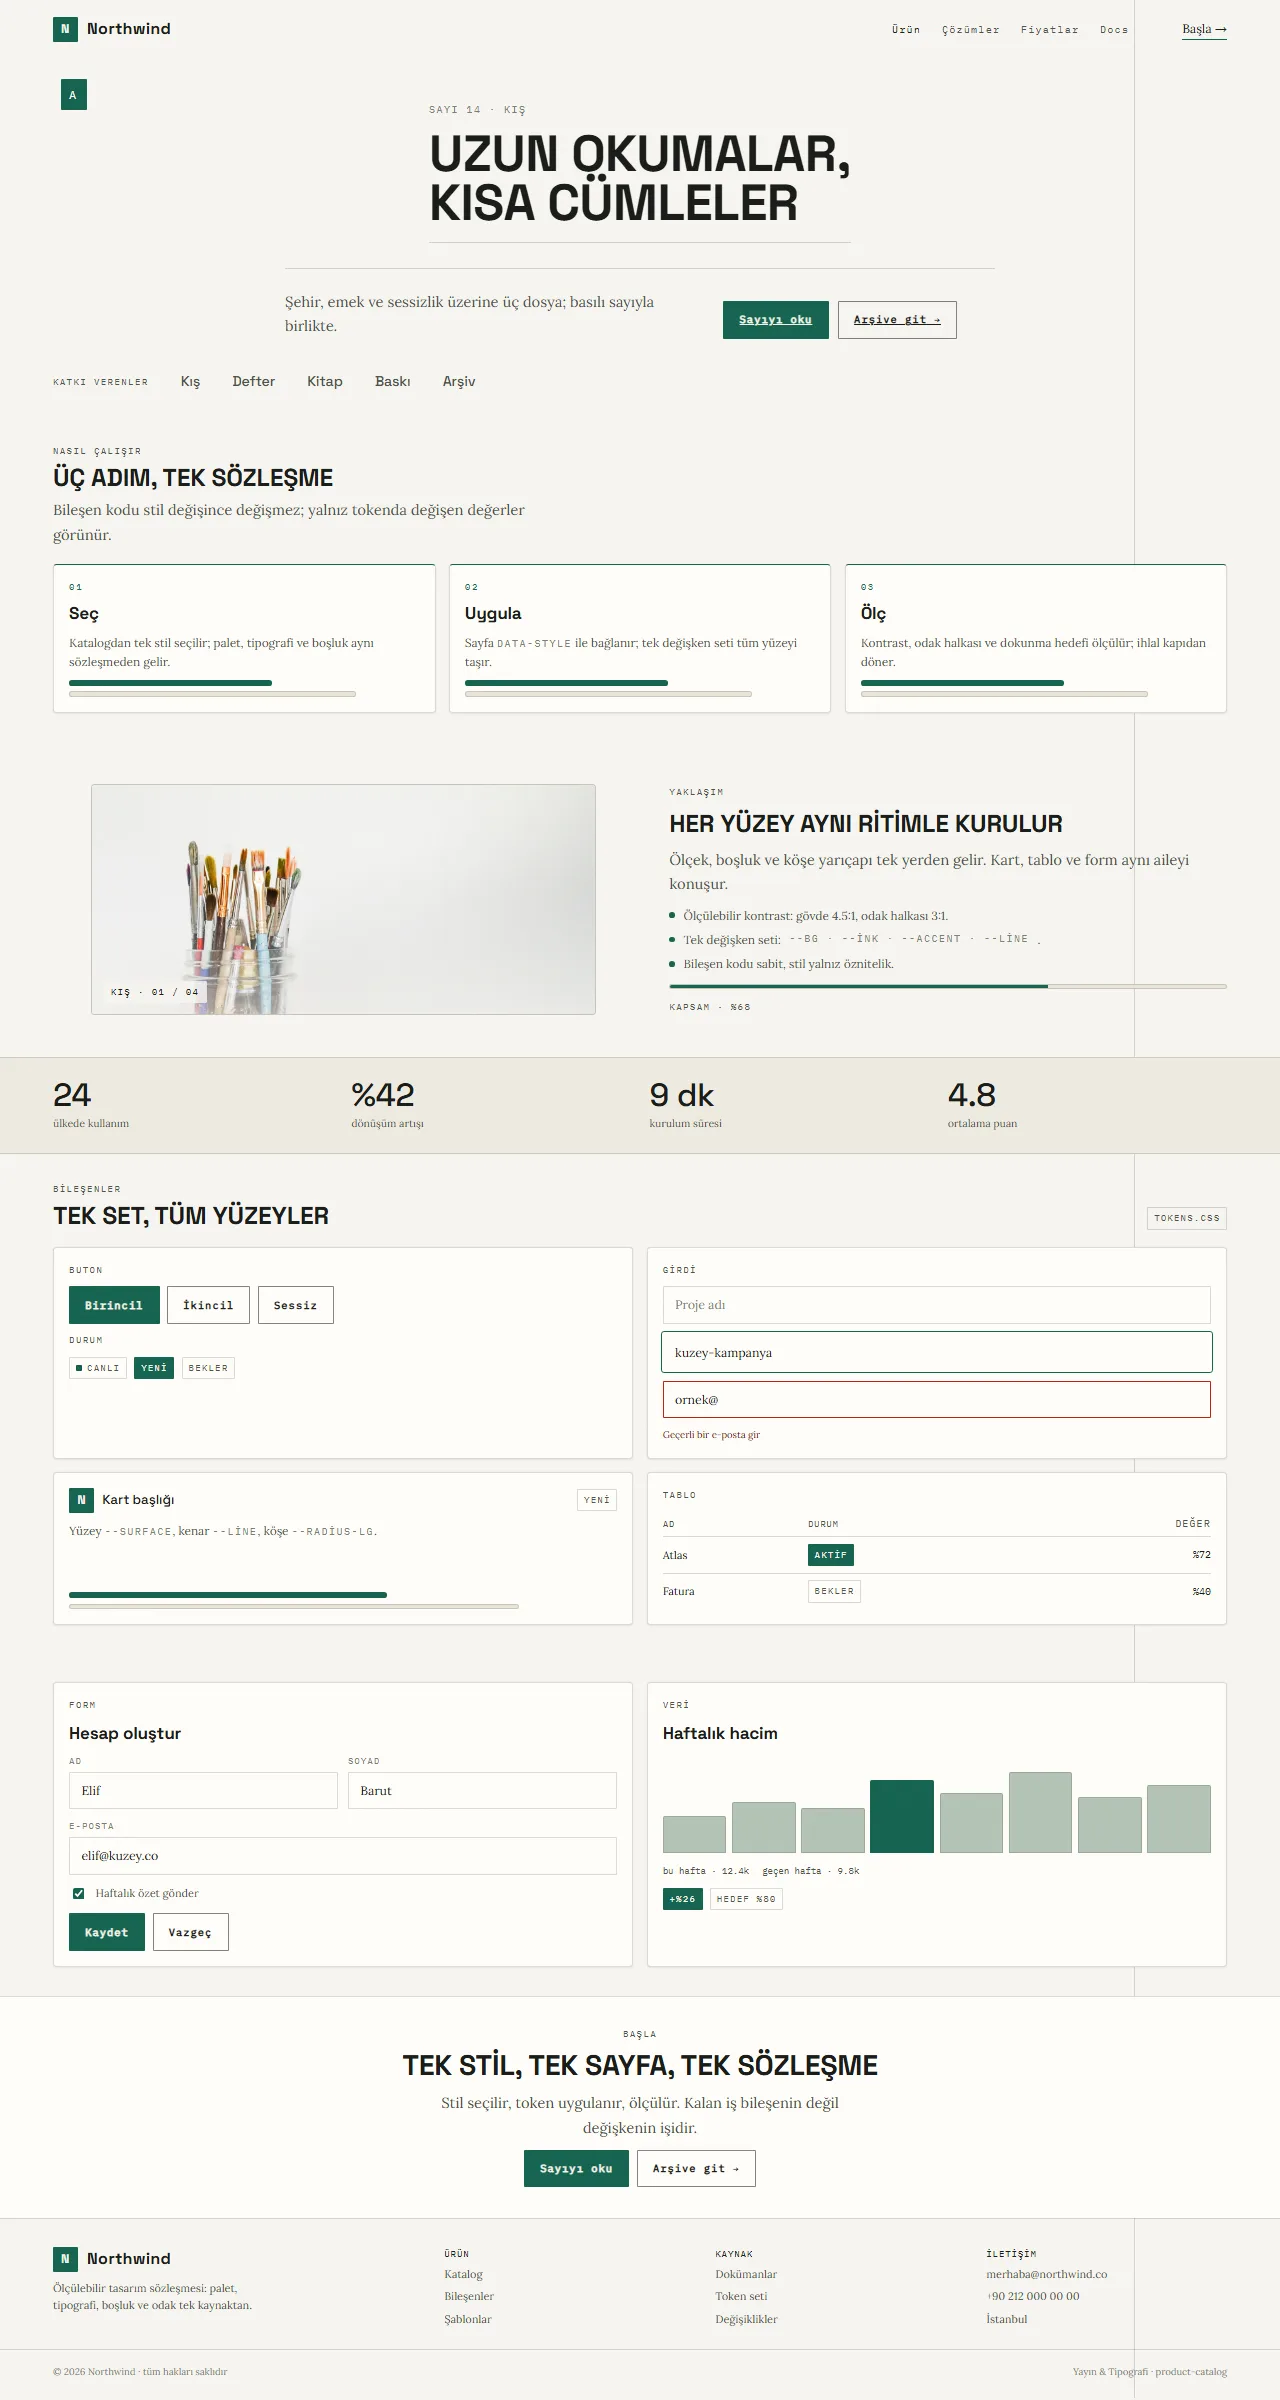 N Northwind
Ürün Çözümler Fiyatlar Docs Başla →
A
SAYI 14 · KIŞ
UZUN OKUMALAR,
KISA CÜMLELER
Şehir, emek ve sessizlik üzerine üç dosya; basılı sayıyla
birlikte.
Sayıyı oku Arşive git →
KATKI VERENLER Kış Defter Kitap Baskı Arşiv
NASIL ÇALIŞIR
ÜÇ ADIM, TEK SÖZLEŞME
Bileşen kodu stil değişince değişmez; yalnız tokenda değişen değerler
görünür.
01
Seç
Katalogdan tek stil seçilir; palet, tipografi ve boşluk aynı
sözleşmeden gelir.
02
Uygula
Sayfa DATA-STYLE ile bağlanır; tek değişken seti tüm yüzeyi
taşır.
03
Ölç
Kontrast, odak halkası ve dokunma hedefi ölçülür; ihlal kapıdan
döner.
KIŞ · 01 / 04
YAKLAŞIM
HER YÜZEY AYNI RİTİMLE KURULUR
Ölçek, boşluk ve köşe yarıçapı tek yerden gelir. Kart, tablo ve form aynı aileyi
konuşur.
Ölçülebilir kontrast: gövde 4.5:1, odak halkası 3:1.
Tek değişken seti: --BG · --İNK · --ACCENT · --LİNE .
Bileşen kodu sabit, stil yalnız öznitelik.
KAPSAM · %68
24
ülkede kullanım
%42
dönüşüm artışı
9 dk
kurulum süresi
4.8
ortalama puan
BİLEŞENLER
TEK SET, TÜM YÜZEYLER
TOKENS.CSS
BUTON
Birincil İkincil Sessiz
DURUM
CANLI YENİ BEKLER
GİRDİ
Proje adı
kuzey-kampanya
ornek@
Geçerli bir e-posta gir
N Kart başlığı YENİ
Yüzey --SURFACE, kenar --LİNE, köşe --RADİUS-LG.
TABLO
AD DURUM DEĞER
Atlas AKTİF %72
Fatura BEKLER %40
FORM
Hesap oluştur
AD SOYAD
Elif Barut
E-POSTA
elif@kuzey.co
Haftalık özet gönder
Kaydet Vazgeç
VERİ
Haftalık hacim
bu hafta · 12.4k geçen hafta · 9.8k
+%26 HEDEF %80
BAŞLA
TEK STİL, TEK SAYFA, TEK SÖZLEŞME
Stil seçilir, token uygulanır, ölçülür. Kalan iş bileşenin değil
değişkenin işidir.
Sayıyı oku Arşive git →
N Northwind
Ölçülebilir tasarım sözleşmesi: palet,
tipografi, boşluk ve odak tek kaynaktan.
ÜRÜN
Katalog
Bileşenler
Şablonlar
KAYNAK
Dokümanlar
Token seti
Değişiklikler
İLETİŞİM
merhaba@northwind.co
+90 212 000 00 00
İstanbul
© 2026 Northwind · tüm hakları saklıdır
Yayın & Tipografi · product-catalog